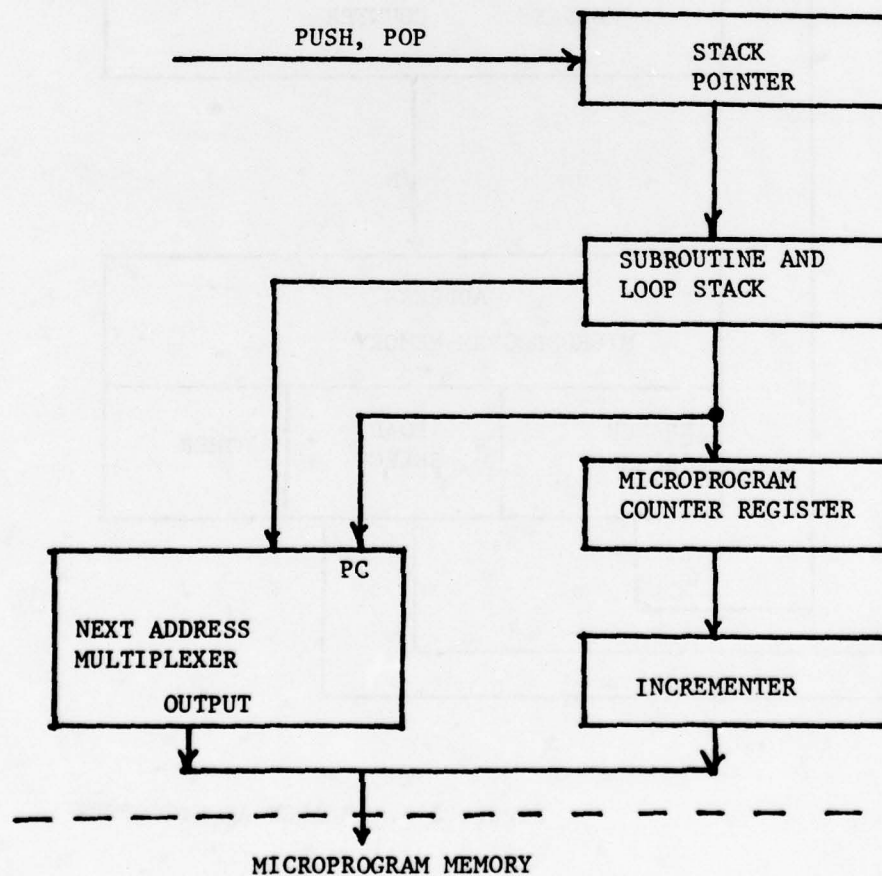 PUSH, POP
STACK
POINTER
SUBROUTINE AND
LOOP STACK
MICROPROGRAM
COUNTER REGISTER
PC
NEXT ADDRESS
MULTIPLEXER
OUTPUT
INCREMENTER
MICROPROGRAM MEMORY